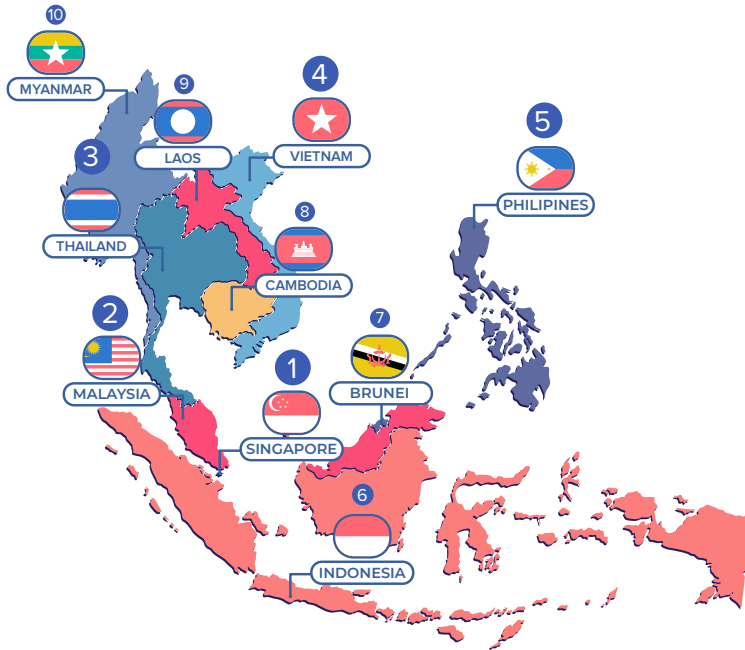 10
MYANMAR
9
LAOS
4
VIETNAM
5
PHILIPINES
3
THAILAND
8
CAMBODIA
2
MALAYSIA
1
SINGAPORE
7
BRUNEI
6
INDONESIA